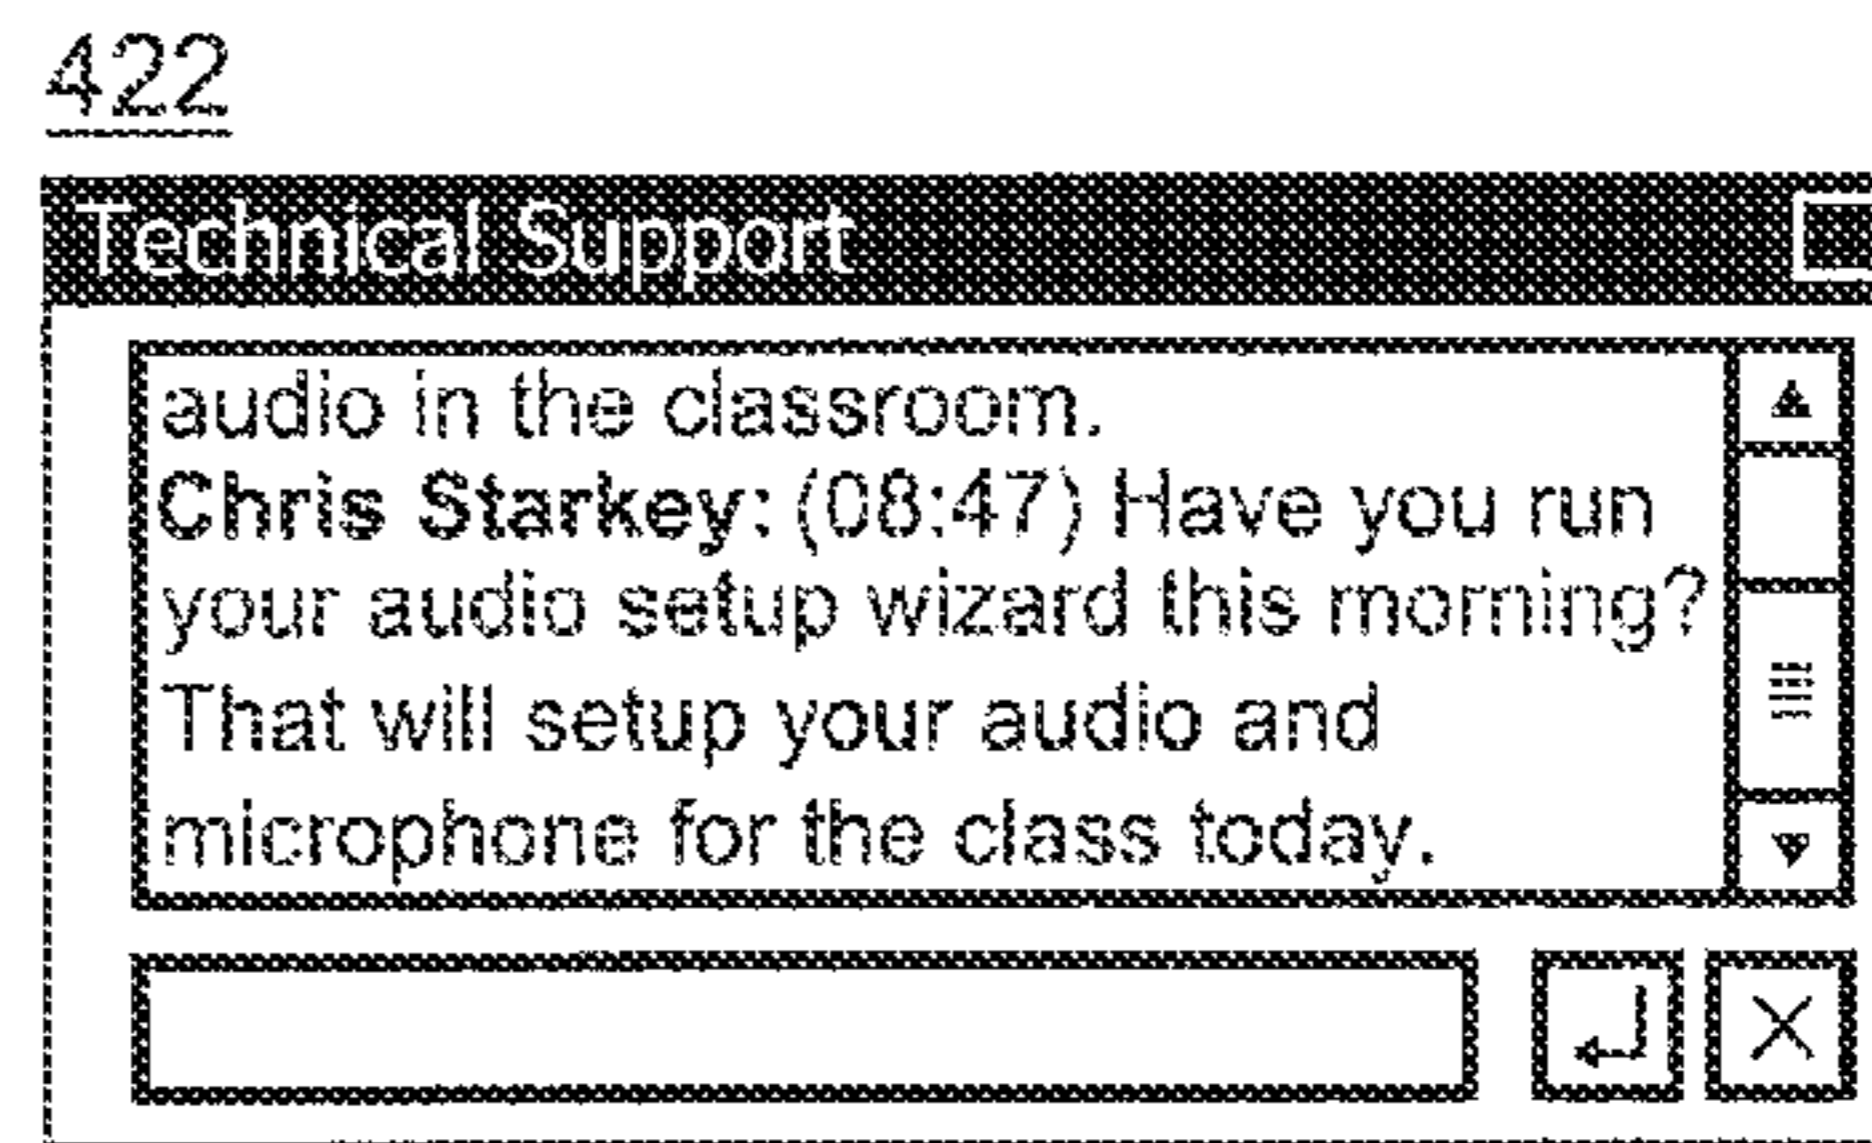 422
Technical Support
audio in the classroom.
Chris Starkey: (08:47) Have you run
your audio setup wizard this morning?
That will setup your audio and
microphone for the class today.